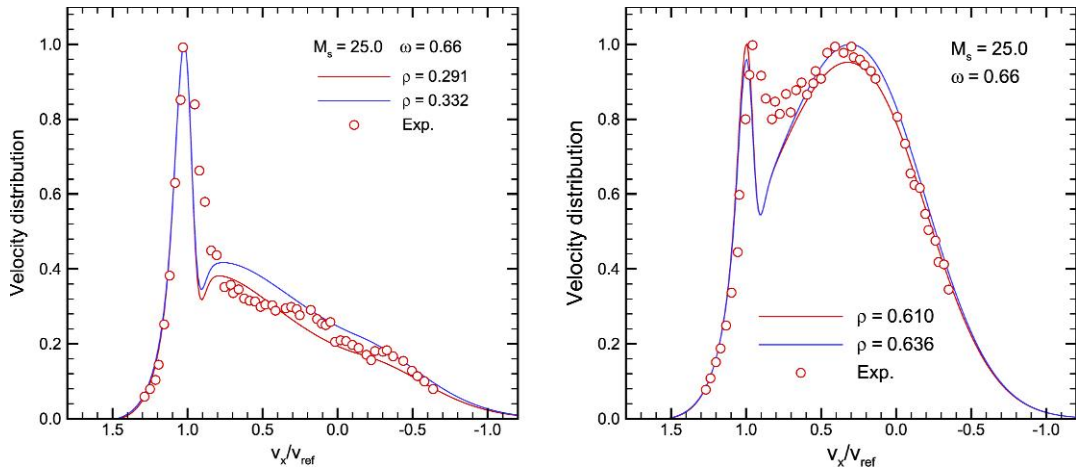 Velocity distribution
1.0
0.8
0.6
0.4
0.2
0.0
1.5 1.0 0.5 0.0 -0.5 -1.0
v_x/v_ref
M_s = 25.0 ω = 0.66
ρ = 0.291
ρ = 0.332
Exp.
Velocity distribution
1.0
0.8
0.6
0.4
0.2
0.0
1.5 1.0 0.5 0.0 -0.5 -1.0
v_x/v_ref
M_s = 25.0
ω = 0.66
ρ = 0.610
ρ = 0.636
Exp.